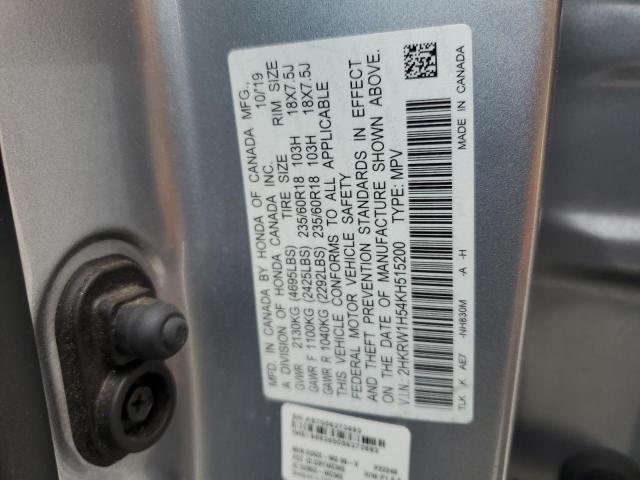 MFD. IN CANADA BY HONDA OF CANADA MFG.,
A DIVISION OF HONDA CANADA INC. 10/19
TIRE SIZE RIM SIZE
GVWR 2130KG (4695LBS)
GAWR F 1100KG (2425LBS) 235/60R18 103H 18X7.5J
GAWR R 1040KG (2292LBS) 235/60R18 103H 18X7.5J
THIS VEHICLE CONFORMS TO ALL APPLICABLE
FEDERAL MOTOR VEHICLE SAFETY
AND THEFT PREVENTION STANDARDS IN EFFECT
ON THE DATE OF MANUFACTURE SHOWN ABOVE.
V.I.N: 2HKRW1H54KH515200 TYPE: MPV
TLK K AE7 -NH830M -A -H MADE IN CANADA